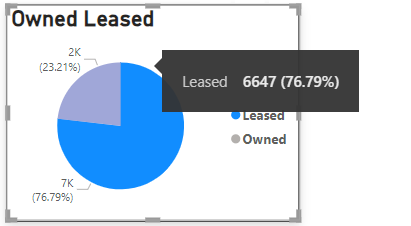 Owned Leased
2K
(23.21%)
Leased 6647 (76.79%)
Leased
Owned
7K
(76.79%)